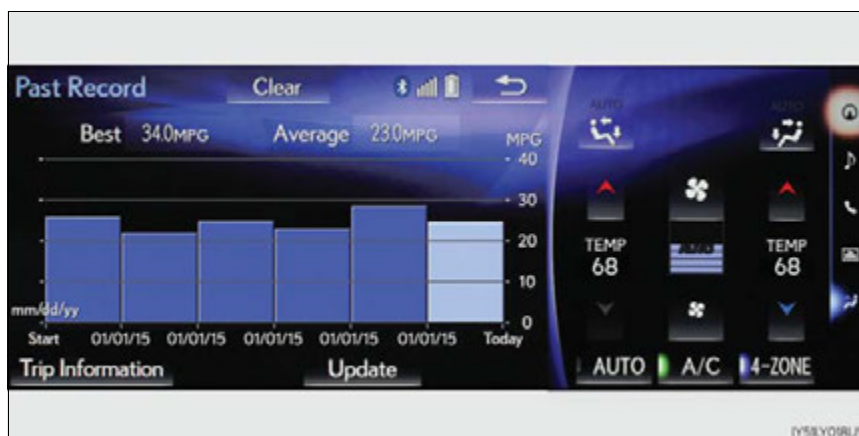 Past Record Clear
Best 34.0MPG Average 23.0MPG MPG
40
30
20
10
0
mm/dd/yy
Start 01/01/15 01/01/15 01/01/15 01/01/15 01/01/15 Today
Trip Information Update
AUTO AUTO
TEMP AUTO TEMP
68 68
AUTO A/C 4-ZONE